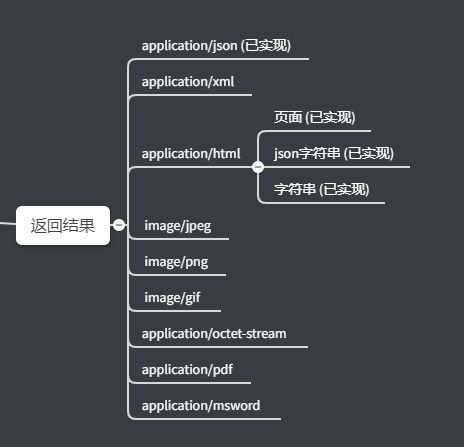 application/json (已实现)
application/xml
页面 (已实现)
application/html
json字符串 (已实现)
字符串 (已实现)
返回结果
image/jpeg
image/png
image/gif
application/octet-stream
application/pdf
application/msword